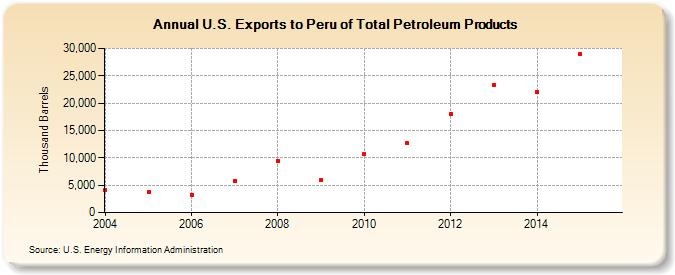 Annual U.S. Exports to Peru of Total Petroleum Products
Thousand Barrels
30,000
25,000
20,000
15,000
10,000
5,000
0
2004 2006 2008 2010 2012 2014
Source: U.S. Energy Information Administration